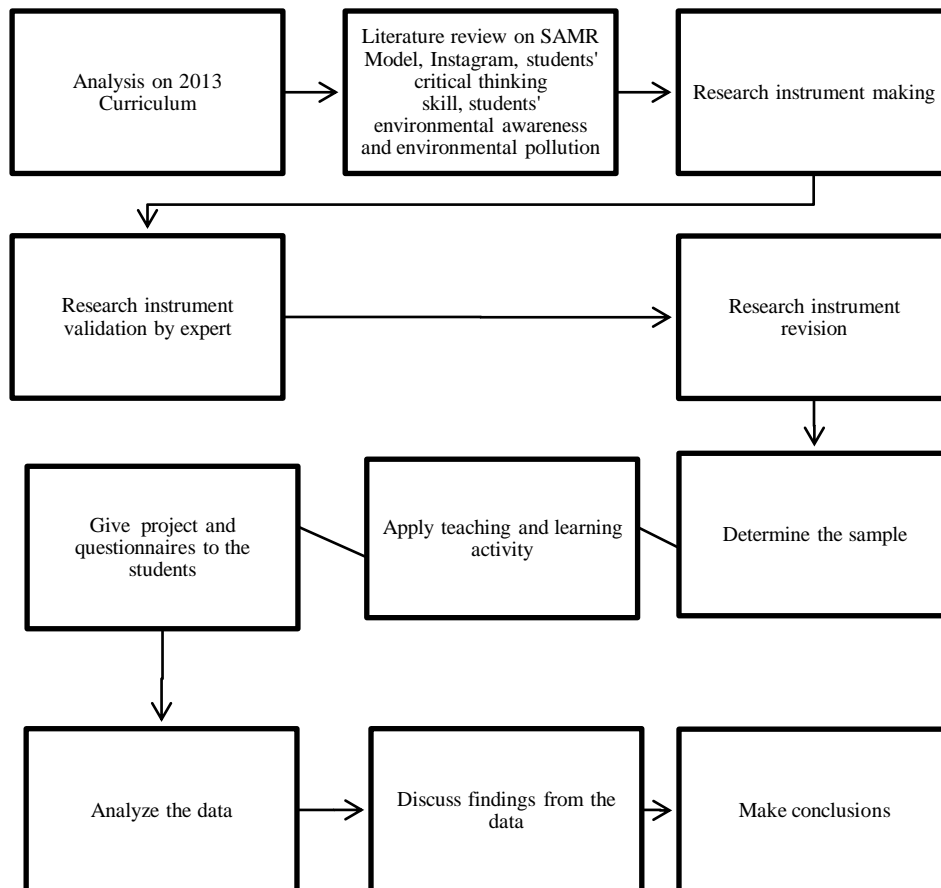 Analysis on 2013
Curriculum
Literature review on SAMR
Model, Instagram, students'
critical thinking
skill, students'
environmental awareness
and environmental pollution
Research instrument making
Research instrument
validation by expert
Research instrument
revision
Give project and
questionnaires to the
students
Apply teaching and learning
activity
Determine the sample
Analyze the data
Discuss findings from the
data
Make conclusions